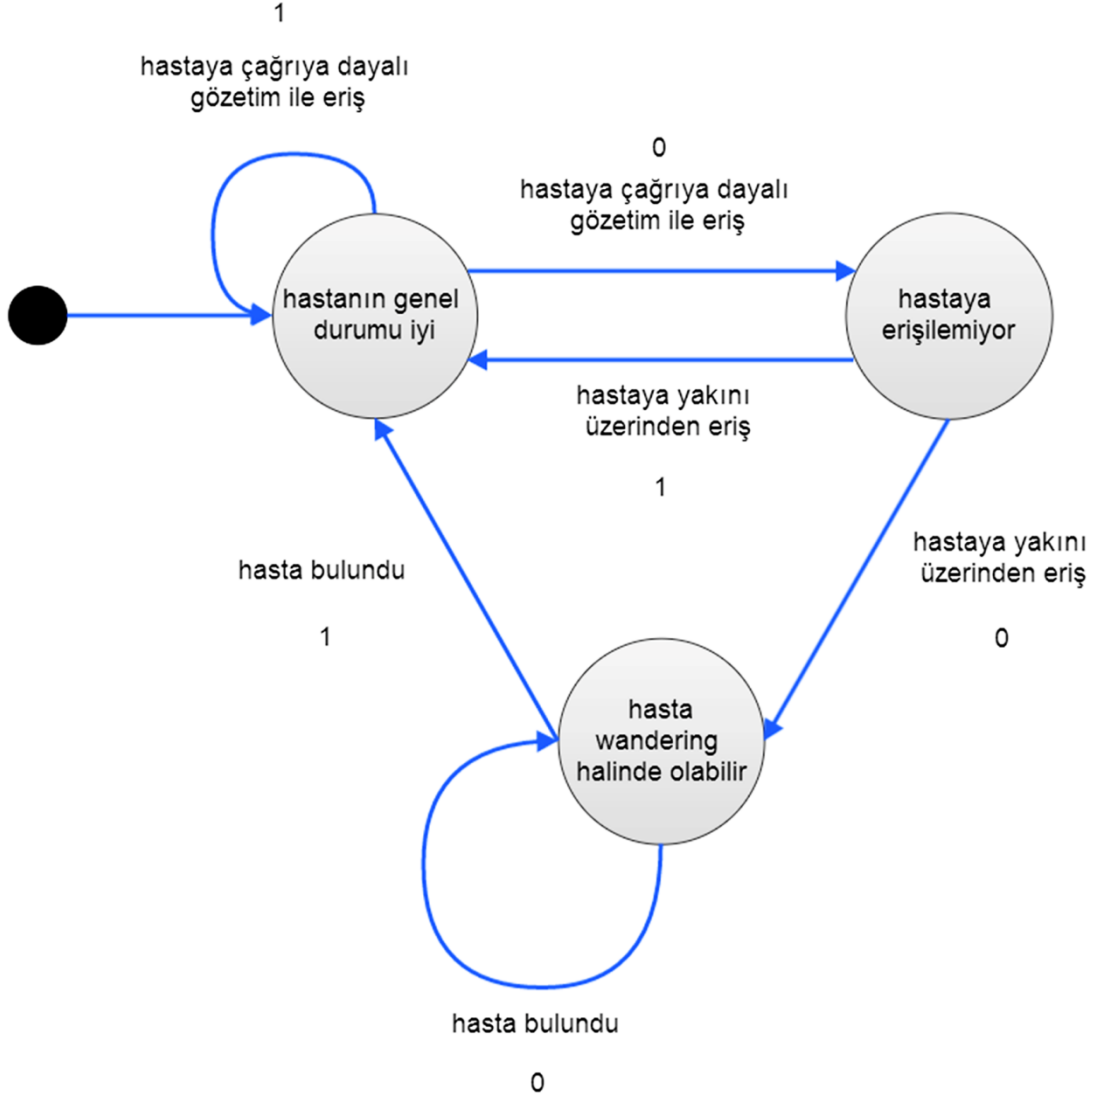 1
hastaya çağrıya dayalı
gözetim ile eriş
0
hastaya çağrıya dayalı
gözetim ile eriş
hastanın genel
durumu iyi
hastaya
erişilemiyor
hastaya yakını
üzerinden eriş
1
hasta bulundu
1
hastaya yakını
üzerinden eriş
0
hasta
wandering
halinde olabilir
hasta bulundu
0